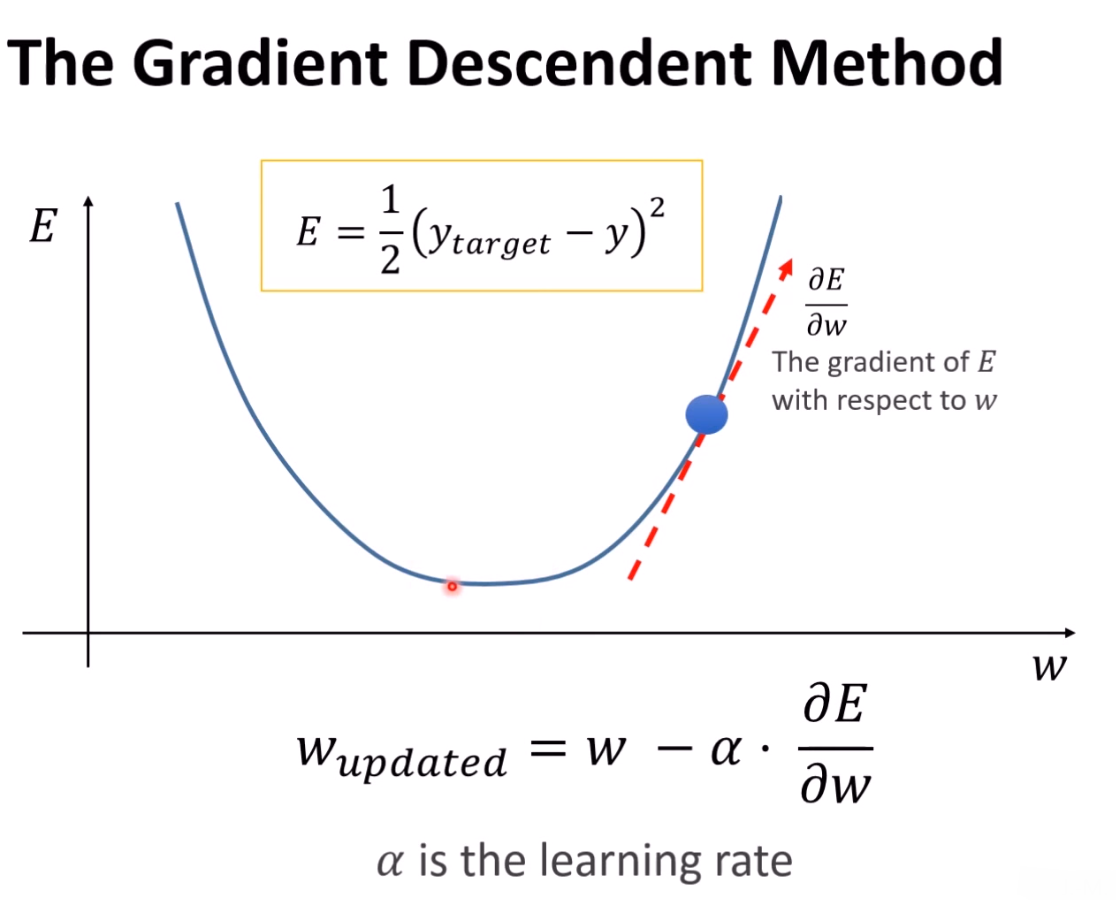 The Gradient Descendent Method
E
E = 1/2 (y_target − y)^2
∂E/∂w
The gradient of E
with respect to w
w
w_updated = w − α · ∂E/∂w
α is the learning rate